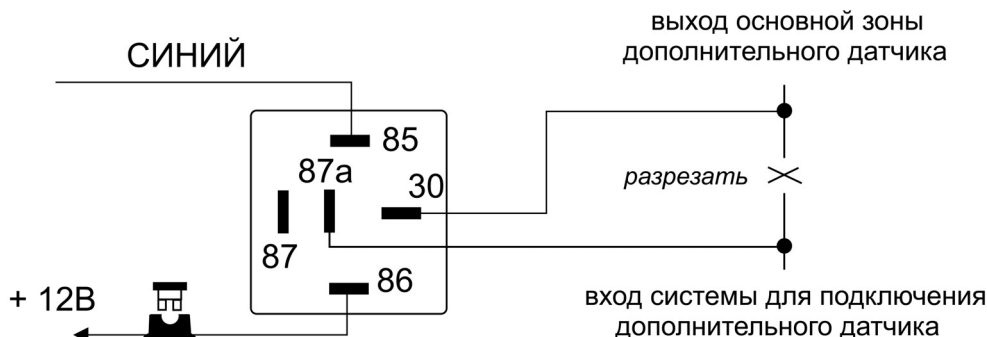 выход основной зоны
дополнительного датчика
СИНИЙ
85
87а
30
разрезать
87
86
+ 12В
вход системы для подключения
дополнительного датчика